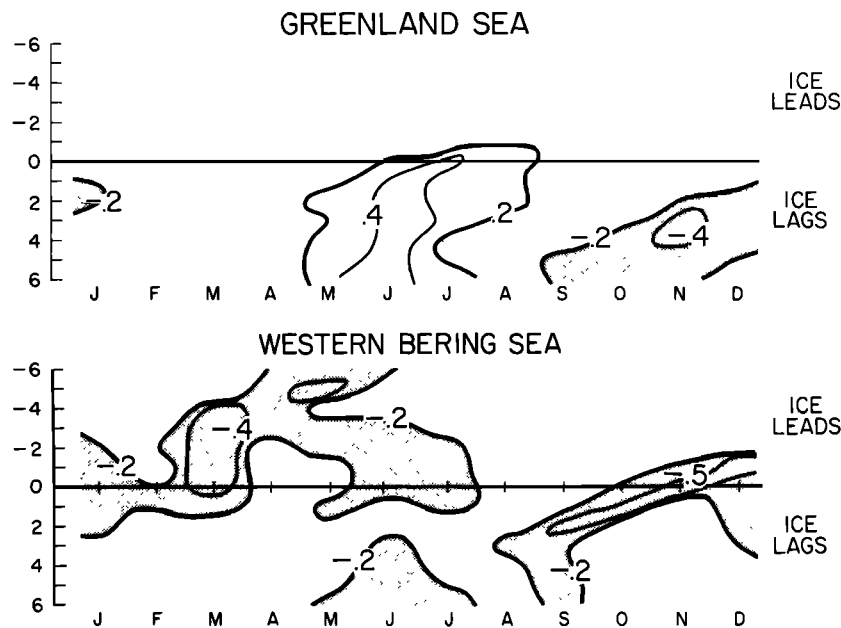 GREENLAND SEA
-6
-4
-2
0
2
4
6
ICE
LEADS
ICE
LAGS
-.2
.4
.2
-.2
-.4
J F M A M J J A S O N D
WESTERN BERING SEA
-6
-4
-2
0
2
4
6
ICE
LEADS
ICE
LAGS
-.4
-.2
-.2
-.5
-.2
-.2
J F M A M J J A S O N D